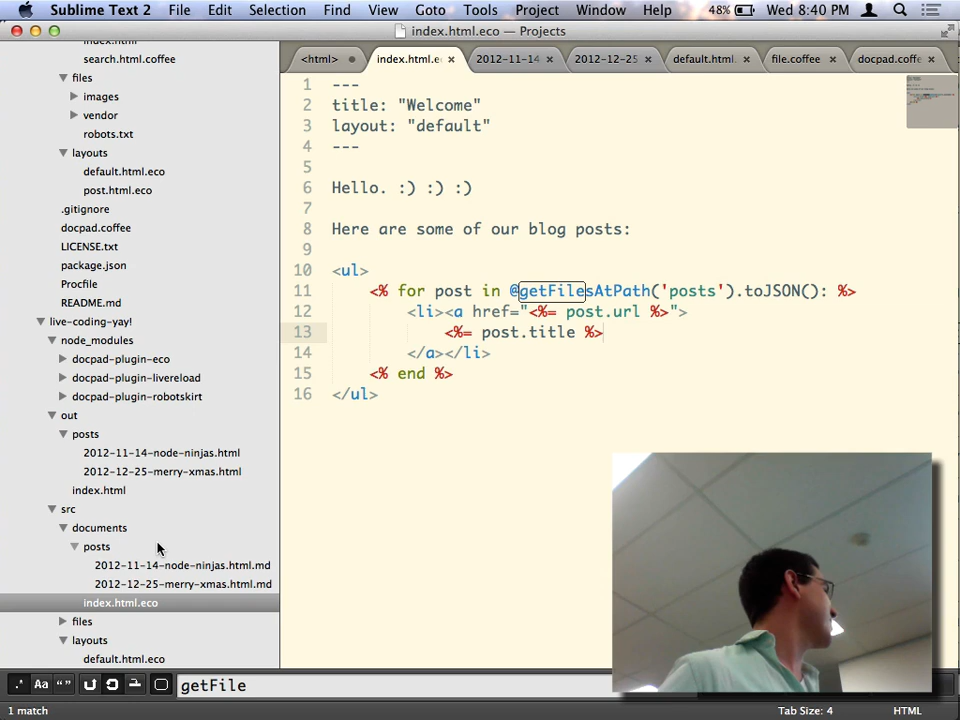 Sublime Text 2 File Edit Selection Find View Goto Tools Project Window Help 48% Wed 8:40 PM
index.html.eco — Projects
<html> index.html.e 2012-11-14 2012-12-25 default.html. file.coffee docpad.coffe
search.html.coffee
files
images
vendor
robots.txt
layouts
default.html.eco
post.html.eco
.gitignore
docpad.coffee
LICENSE.txt
package.json
Procfile
README.md
live-coding-yay!
node_modules
docpad-plugin-eco
docpad-plugin-livereload
docpad-plugin-robotskirt
out
posts
2012-11-14-node-ninjas.html
2012-12-25-merry-xmas.html
index.html
src
documents
posts
2012-11-14-node-ninjas.html.md
2012-12-25-merry-xmas.html.md
index.html.eco
files
layouts
default.html.eco
1 ---
2 title: "Welcome"
3 layout: "default"
4 ---
5
6 Hello. :) :) :)
7
8 Here are some of our blog posts:
9
10 <ul>
11 <% for post in @getFilesAtPath('posts').toJSON(): %>
12 <li><a href="<%= post.url %>">
13 <%= post.title %>
14 </a></li>
15 <% end %>
16 </ul>
.* Aa “” getFile
1 match Tab Size: 4 HTML